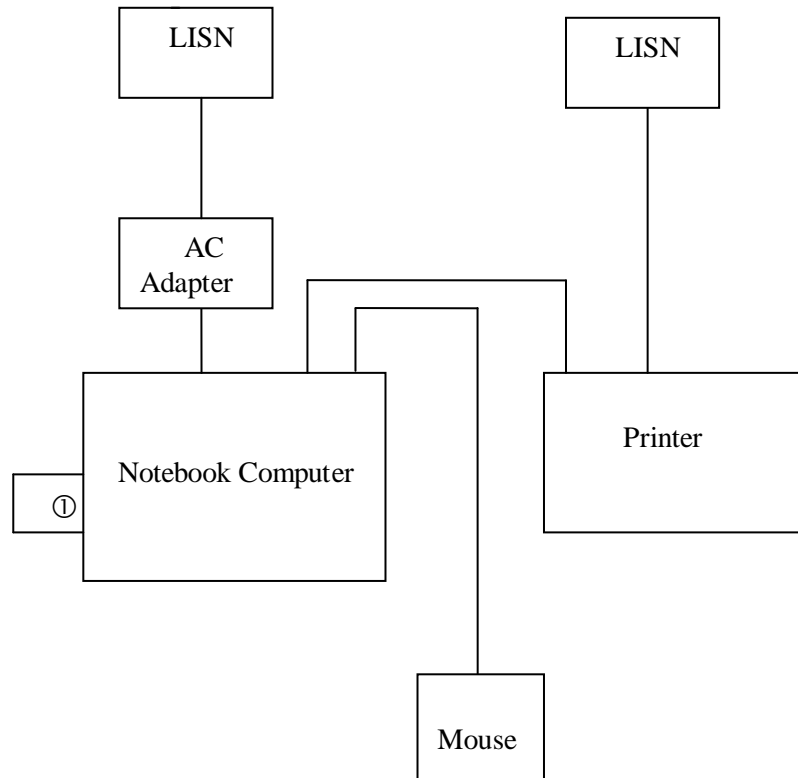 LISN
LISN
AC
Adapter
Notebook Computer
Printer
①
Mouse